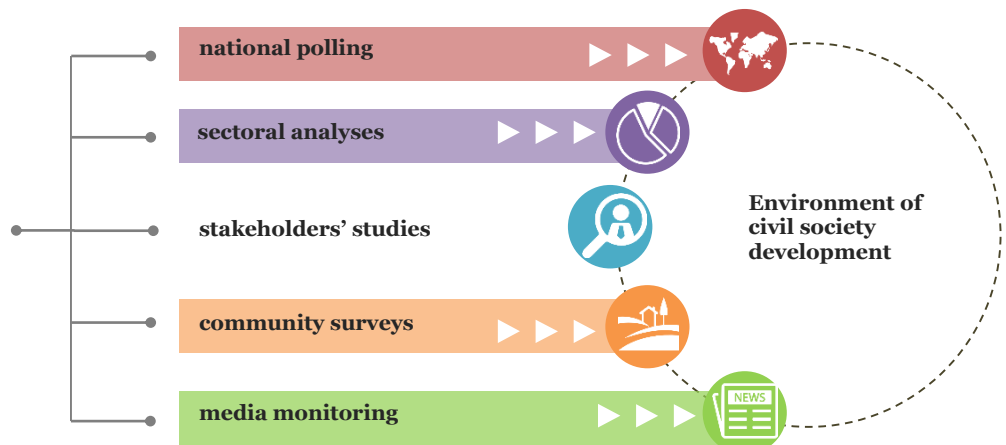 national polling
sectoral analyses
stakeholders’ studies
Environment of
civil society
development
community surveys
media monitoring
NEWS